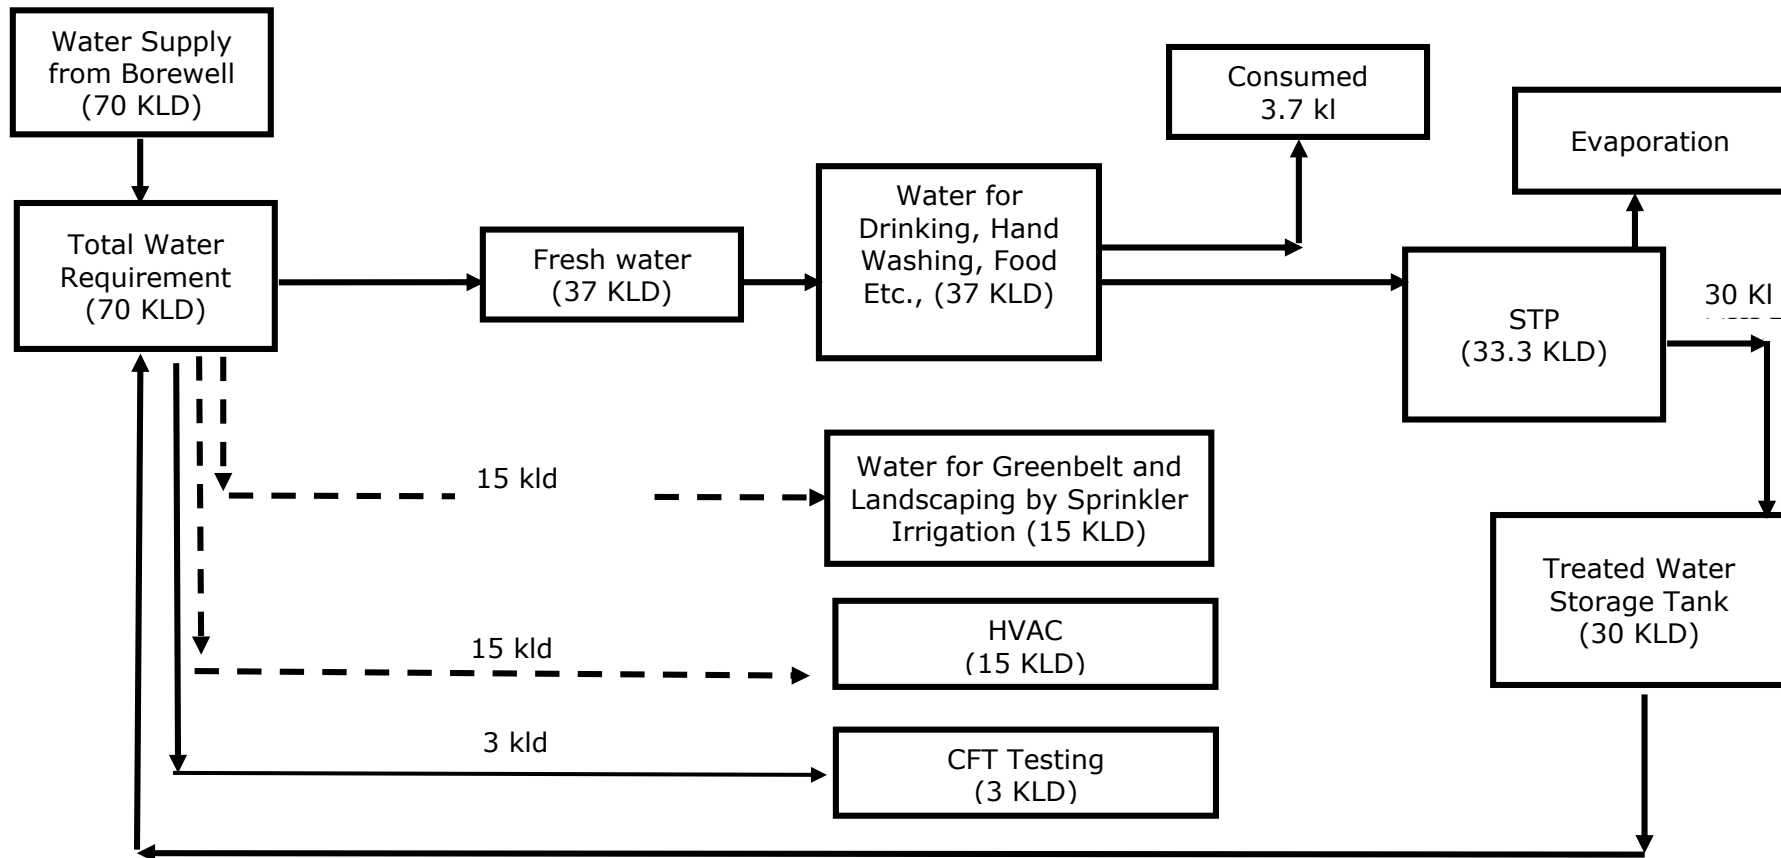 Water Supply
from Borewell
(70 KLD)
Total Water
Requirement
(70 KLD)
Fresh water
(37 KLD)
Water for
Drinking, Hand
Washing, Food
Etc., (37 KLD)
Consumed
3.7 kl
Evaporation
STP
(33.3 KLD)
30 Kl
15 kld
Water for Greenbelt and
Landscaping by Sprinkler
Irrigation (15 KLD)
15 kld
HVAC
(15 KLD)
3 kld
CFT Testing
(3 KLD)
Treated Water
Storage Tank
(30 KLD)